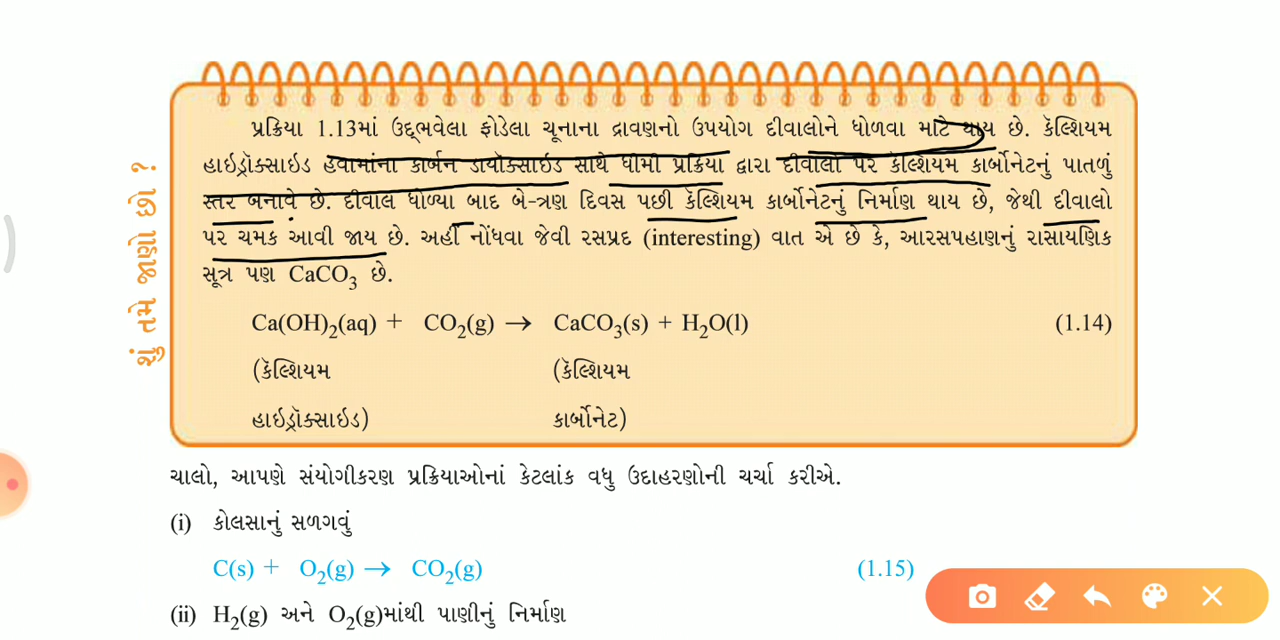 શું તમે જાણો છો ?
પ્રક્રિયા 1.13માં ઉદ્ભવેલા ફોડેલા ચૂનાના દ્રાવણનો ઉપયોગ દીવાલોને ધોળવા માટે થાય છે. કૅલ્શિયમ
હાઇડ્રૉક્સાઇડ હવામાંના કાર્બન ડાયૉક્સાઇડ સાથે ધીમી પ્રક્રિયા દ્વારા દીવાલો પર કૅલ્શિયમ કાર્બોનેટનું પાતળું
સ્તર બનાવે છે. દીવાલ ધોળ્યા બાદ બે-ત્રણ દિવસ પછી કૅલ્શિયમ કાર્બોનેટનું નિર્માણ થાય છે, જેથી દીવાલો
પર ચમક આવી જાય છે. અહીં નોંધવા જેવી રસપ્રદ (interesting) વાત એ છે કે, આરસપહાણનું રાસાયણિક
સૂત્ર પણ CaCO₃ છે.
Ca(OH)₂(aq) + CO₂(g) → CaCO₃(s) + H₂O(l) (1.14)
(કૅલ્શિયમ (કૅલ્શિયમ
હાઇડ્રૉક્સાઇડ) કાર્બોનેટ)
ચાલો, આપણે સંયોગીકરણ પ્રક્રિયાઓનાં કેટલાંક વધુ ઉદાહરણોની ચર્ચા કરીએ.
(i) કોલસાનું સળગવું
C(s) + O₂(g) → CO₂(g) (1.15)
(ii) H₂(g) અને O₂(g)માંથી પાણીનું નિર્માણ